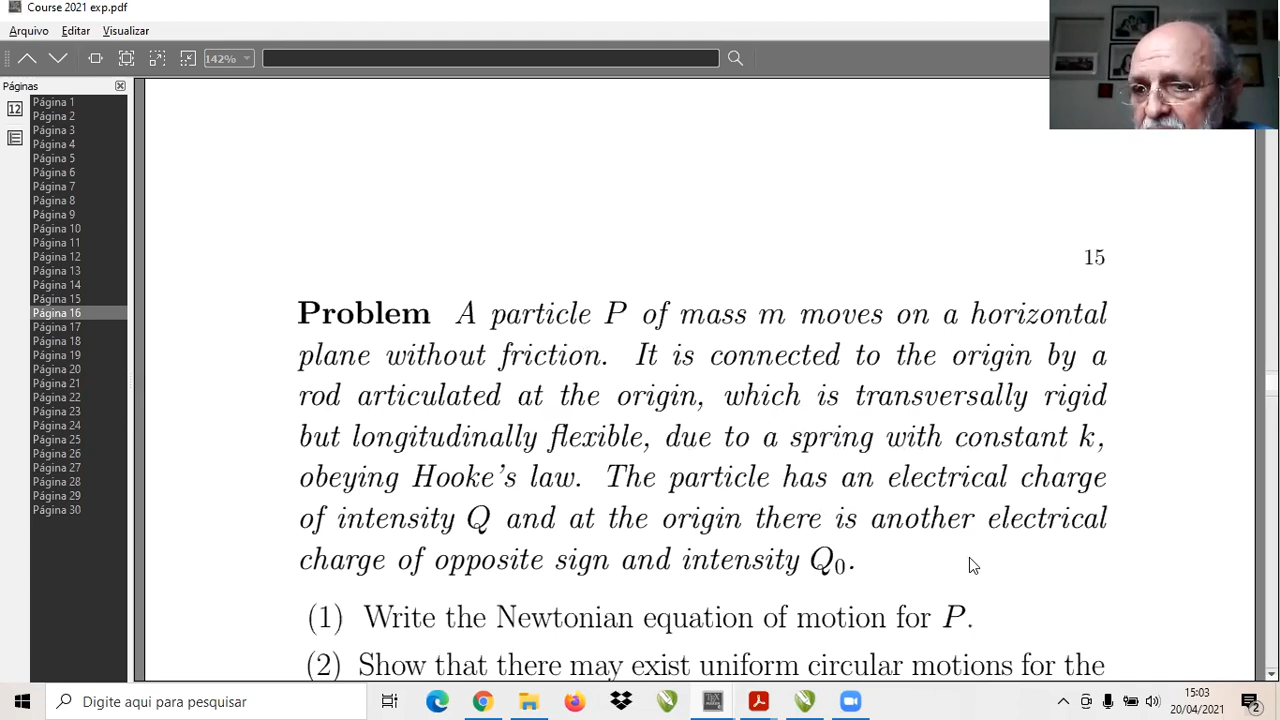 Course 2021 exp.pdf
Arquivo Editar Visualizar
142%
Páginas
12
Página 1
Página 2
Página 3
Página 4
Página 5
Página 6
Página 7
Página 8
Página 9
Página 10
Página 11
Página 12
Página 13
Página 14
Página 15
Página 16
Página 17
Página 18
Página 19
Página 20
Página 21
Página 22
Página 23
Página 24
Página 25
Página 26
Página 27
Página 28
Página 29
Página 30
15
Problem A particle P of mass m moves on a horizontal
plane without friction. It is connected to the origin by a
rod articulated at the origin, which is transversally rigid
but longitudinally flexible, due to a spring with constant k,
obeying Hooke's law. The particle has an electrical charge
of intensity Q and at the origin there is another electrical
charge of opposite sign and intensity Q₀.
(1) Write the Newtonian equation of motion for P.
(2) Show that there may exist uniform circular motions for the
Digite aqui para pesquisar
15:03
20/04/2021
2